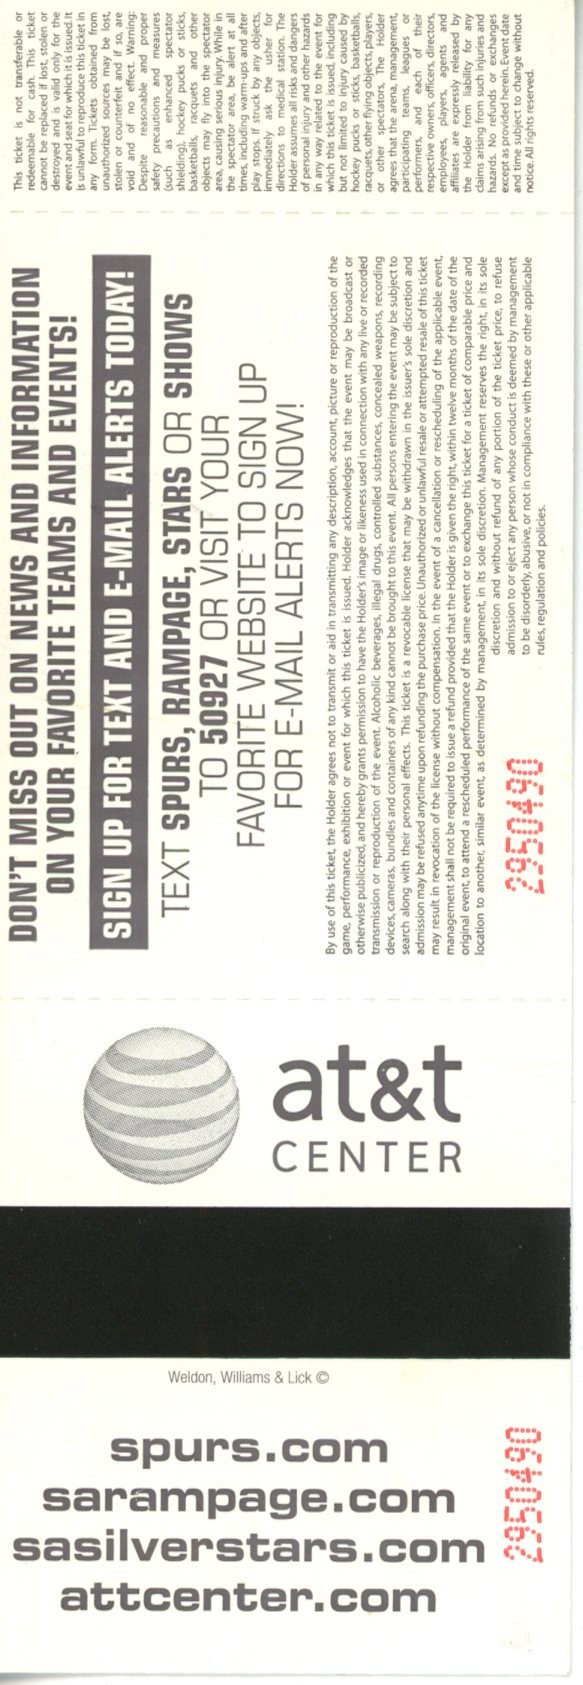 This ticket is not transferable or
redeemable for cash. This ticket
cannot be replaced if lost, stolen or
destroyed and is valid only for the
event and seat for which it is issued. It
is unlawful to reproduce this ticket in
any form. Tickets obtained from
unauthorized sources may be lost,
stolen or counterfeit and if so, are
void and of no effect. Warning:
Despite reasonable and proper
safety precautions and measures
(such as enhanced spectator
shielding), hockey pucks or sticks,
basketballs, racquets and other
objects may fly into the spectator
area, causing serious injury. While in
the spectator area, be alert at all
times, including warm-ups and after
play stops. If struck by any objects,
immediately ask the usher for
directions to medical station. The
Holder assumes all risks and dangers
of personal injury and other hazards
in any way related to the event for
which this ticket is issued, including
but not limited to injury caused by
hockey pucks or sticks, basketballs,
racquets, other flying objects, players,
or other spectators. The Holder
agrees that the arena, management,
participating teams, leagues or
performers, and each of their
respective owners, officers, directors,
employees, players, agents and
affiliates are expressly released by
the Holder from liability for any
claims arising from such injuries and
hazards. No refunds or exchanges
except as provided herein. Event date
and time subject to change without
notice. All rights reserved.
DON'T MISS OUT ON NEWS AND INFORMATION
ON YOUR FAVORITE TEAMS AND EVENTS!
SIGN UP FOR TEXT AND E-MAIL ALERTS TODAY!
TEXT SPURS, RAMPAGE, STARS OR SHOWS
TO 50927 OR VISIT YOUR
FAVORITE WEBSITE TO SIGN UP
FOR E-MAIL ALERTS NOW!
By use of this ticket, the Holder agrees not to transmit or aid in transmitting any description, account, picture or reproduction of the
game, performance, exhibition or event for which this ticket is issued. Holder acknowledges that the event may be broadcast or
otherwise publicized, and hereby grants permission to have the Holder's image or likeness used in connection with any live or recorded
transmission or reproduction of the event. Alcoholic beverages, illegal drugs, controlled substances, concealed weapons, recording
devices, cameras, bundles and containers of any kind cannot be brought to this event. All persons entering the event may be subject to
search along with their personal effects. This ticket is a revocable license that may be withdrawn in the issuer's sole discretion and
admission may be refused anytime upon refunding the purchase price. Unauthorized or unlawful resale or attempted resale of this ticket
may result in revocation of the license without compensation. In the event of a cancellation or rescheduling of the applicable event,
management shall not be required to issue a refund provided that the Holder is given the right, within twelve months of the date of the
original event, to attend a rescheduled performance of the same event or to exchange this ticket for a ticket of comparable price and
location to another, similar event, as determined by management, in its sole discretion. Management reserves the right, in its sole
discretion and without refund of any portion of the ticket price, to refuse
admission to or eject any person whose conduct is deemed by management
to be disorderly, abusive, or not in compliance with these or other applicable
rules, regulation and policies.
2950490
at&t
CENTER
Weldon, Williams & Lick ©
spurs.com
sarampage.com
sasilverstars.com
attcenter.com
2950490